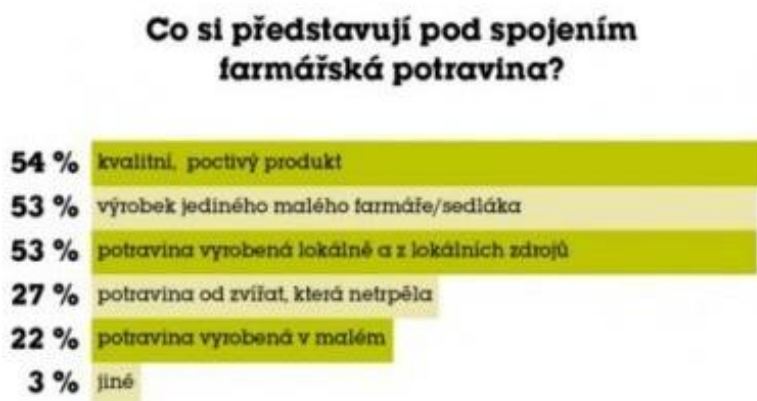 Co si představují pod spojením
farmářská potravina?
54 % kvalitní, poctivý produkt
53 % výrobek jediného malého farmáře/sedláka
53 % potravina vyrobená lokálně a z lokálních zdrojů
27 % potravina od zvířat, která netrpěla
22 % potravina vyrobená v malém
3 % jiné